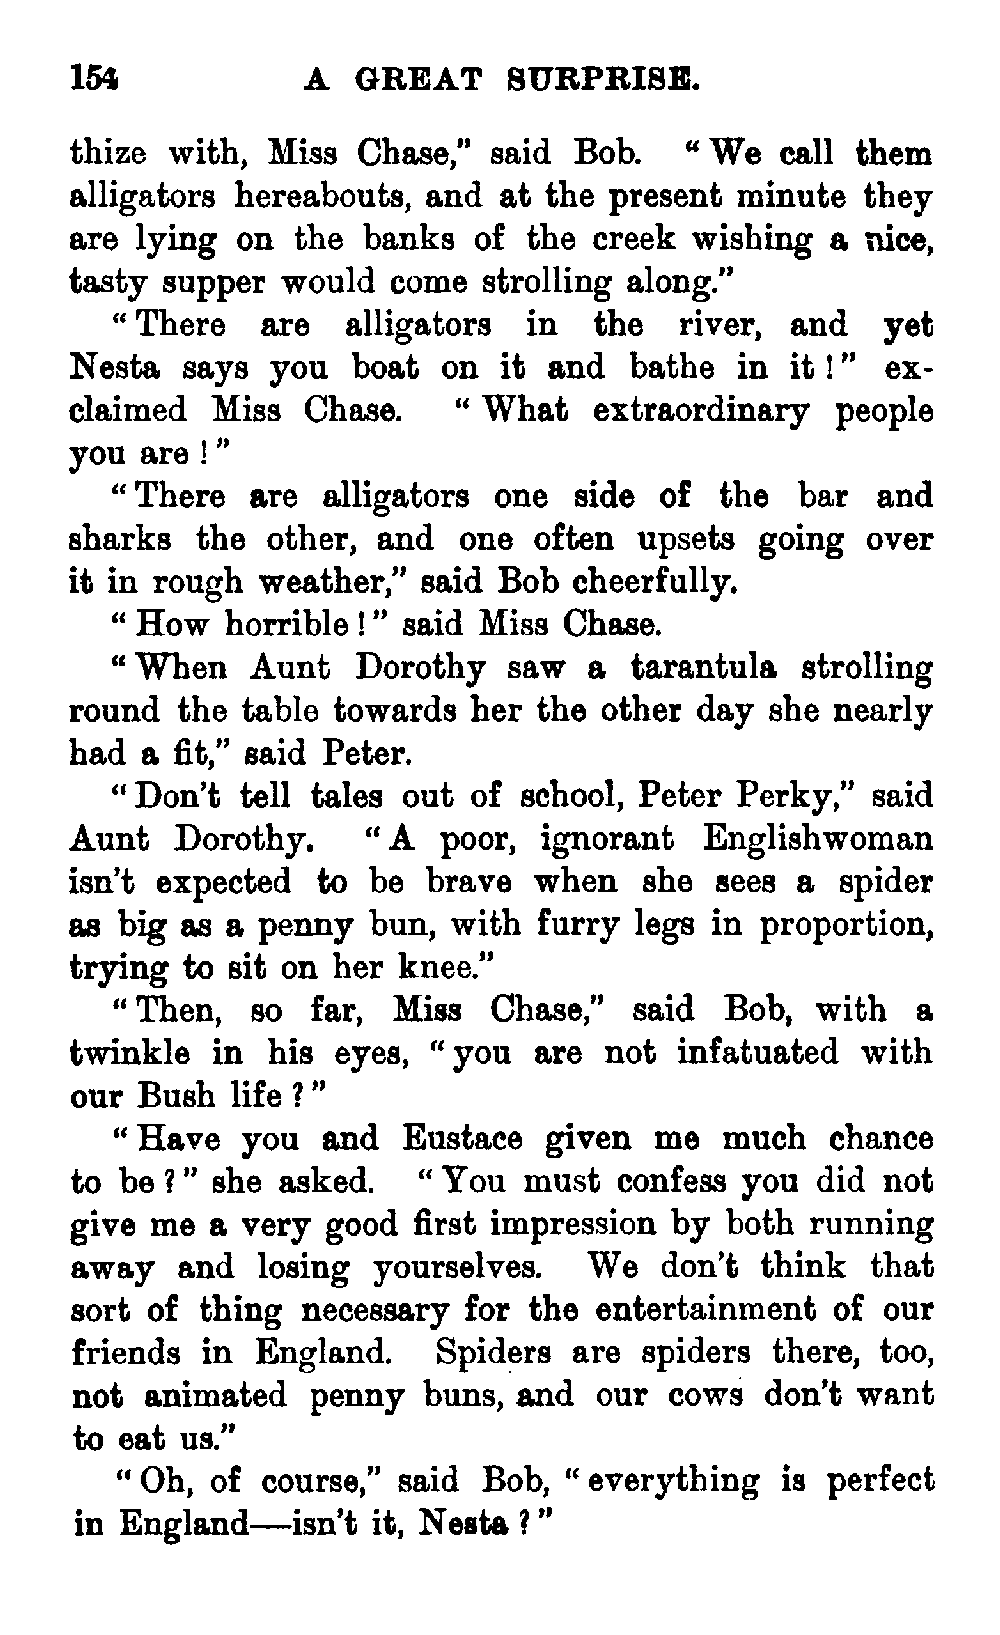 154 A GREAT SURPRISE.
thize with, Miss Chase," said Bob. "We call them
alligators hereabouts, and at the present minute they
are lying on the banks of the creek wishing a nice,
tasty supper would come strolling along."
"There are alligators in the river, and yet
Nesta says you boat on it and bathe in it!" ex-
claimed Miss Chase. "What extraordinary people
you are!"
"There are alligators one side of the bar and
sharks the other, and one often upsets going over
it in rough weather," said Bob cheerfully.
"How horrible!" said Miss Chase.
"When Aunt Dorothy saw a tarantula strolling
round the table towards her the other day she nearly
had a fit," said Peter.
"Don't tell tales out of school, Peter Perky," said
Aunt Dorothy. "A poor, ignorant Englishwoman
isn't expected to be brave when she sees a spider
as big as a penny bun, with furry legs in proportion,
trying to sit on her knee."
"Then, so far, Miss Chase," said Bob, with a
twinkle in his eyes, "you are not infatuated with
our Bush life?"
"Have you and Eustace given me much chance
to be?" she asked. "You must confess you did not
give me a very good first impression by both running
away and losing yourselves. We don't think that
sort of thing necessary for the entertainment of our
friends in England. Spiders are spiders there, too,
not animated penny buns, and our cows don't want
to eat us."
"Oh, of course," said Bob, "everything is perfect
in England—isn't it, Nesta?"